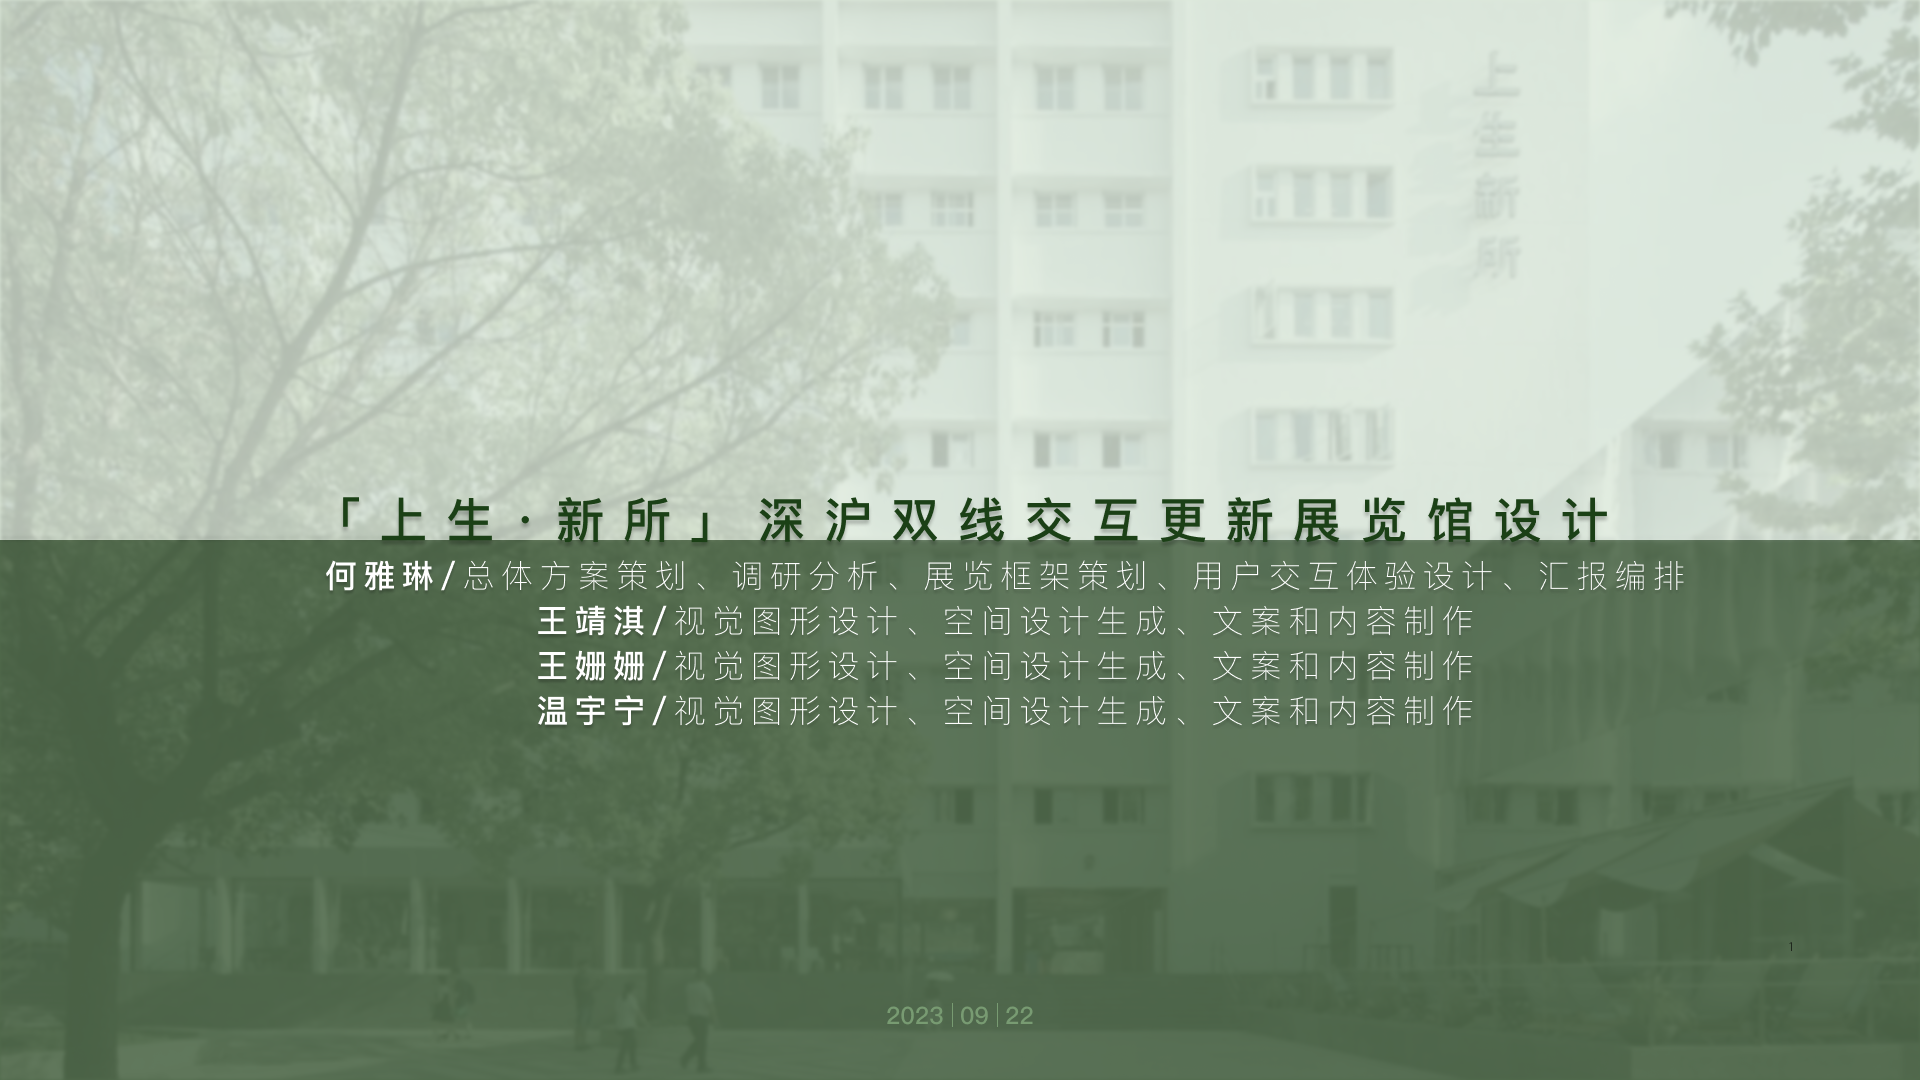 上
生
新
所
「上生·新所」深沪双线交互更新展览馆设计
何雅琳/总体方案策划、调研分析、展览框架策划、用户交互体验设计、汇报编排
王靖淇/视觉图形设计、空间设计生成、文案和内容制作
王姗姗/视觉图形设计、空间设计生成、文案和内容制作
温宇宁/视觉图形设计、空间设计生成、文案和内容制作
1
2023|09|22